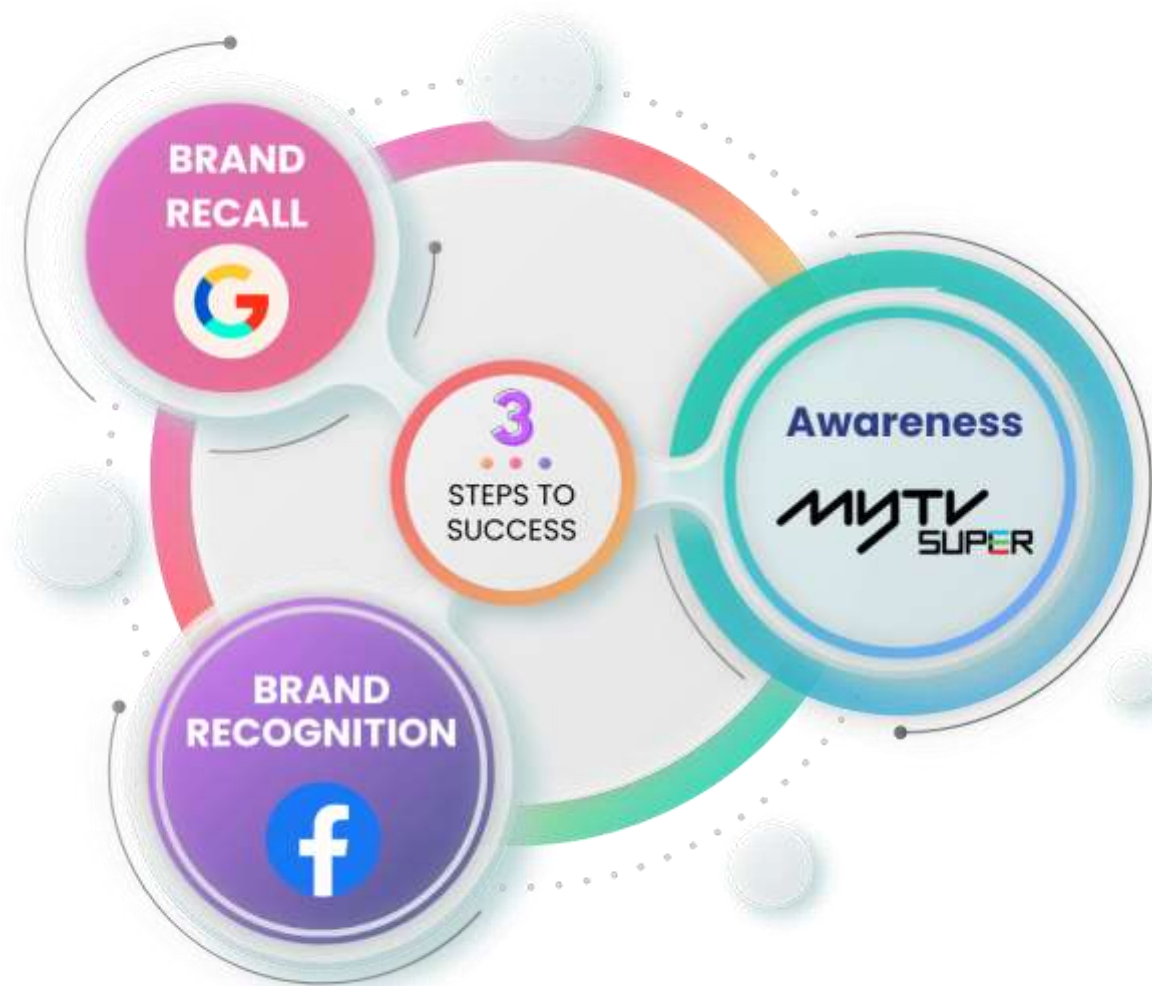 BRAND
RECALL
G
3
STEPS TO
SUCCESS
Awareness
MYTV
SUPER
BRAND
RECOGNITION
f